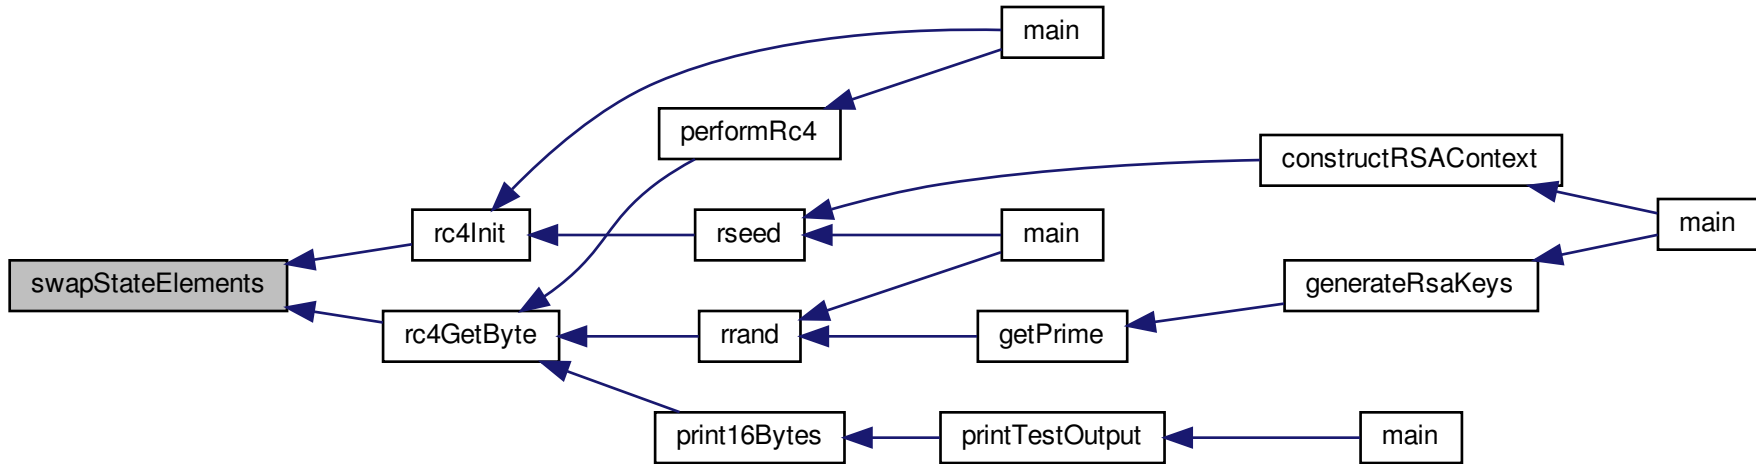 main
performRc4
constructRSAContext
rc4Init
rseed
main
main
swapStateElements
generateRsaKeys
rc4GetByte
rrand
getPrime
print16Bytes
printTestOutput
main